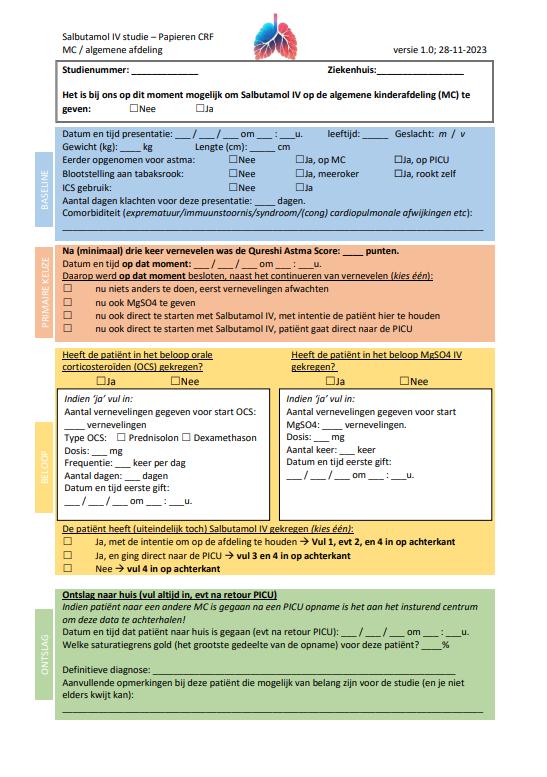 Salbutamol IV studie – Papieren CRF
MC / algemene afdeling
versie 1.0; 28-11-2023
Studienummer: _____________ Ziekenhuis:_________________
Het is bij ons op dit moment mogelijk om Salbutamol IV op de algemene kinderafdeling (MC) te
geven: ☐Nee ☐Ja
BASELINE
Datum en tijd presentatie: ___ / ___ / ___ om ___ : ___u. leeftijd: _____ Geslacht: m / v
Gewicht (kg): ____ kg Lengte (cm): _____ cm
Eerder opgenomen voor astma: ☐Nee ☐Ja, op MC ☐Ja, op PICU
Blootstelling aan tabaksrook: ☐Nee ☐Ja, meeroker ☐Ja, rookt zelf
ICS gebruik: ☐Nee ☐Ja
Aantal dagen klachten voor deze presentatie: ____ dagen.
Comorbiditeit (exprematuur/immuunstoornis/syndroom/(cong) cardiopulmonale afwijkingen etc):
___________________________________________________________________________
PRIMAIRE KEUZE
Na (minimaal) drie keer vernevelen was de Qureshi Astma Score: ____ punten.
Datum en tijd op dat moment: ___ / ___ / ___ om ___ : ___u.
Daarop werd op dat moment besloten, naast het continueren van vernevelen (kies één):
☐ nu niets anders te doen, eerst vernevelingen afwachten
☐ nu ook MgSO4 te geven
☐ nu ook direct te starten met Salbutamol IV, met intentie de patiënt hier te houden
☐ nu ook direct te starten met Salbutamol IV, patiënt gaat direct naar de PICU
BELOOP
Heeft de patiënt in het beloop orale
corticosteroïden (OCS) gekregen?
☐Ja ☐Nee
Indien ‘ja’ vul in:
Aantal vernevelingen gegeven voor start OCS:
____ vernevelingen
Type OCS: ☐ Prednisolon ☐ Dexamethason
Dosis: ___ mg
Frequentie: ___ keer per dag
Aantal dagen: ___ dagen
Datum en tijd eerste gift:
___ / ___ / ___ om ___ : ___u.
Heeft de patiënt in het beloop MgSO4 IV
gekregen?
☐Ja ☐Nee
Indien ‘ja’ vul in:
Aantal vernevelingen gegeven voor start
MgSO4: ____ vernevelingen.
Dosis: ___ mg
Aantal keer: ___ keer
Datum en tijd eerste gift:
___ / ___ / ___ om ___ : ___u.
De patiënt heeft (uiteindelijk toch) Salbutamol IV gekregen (kies één):
☐ Ja, met de intentie om op de afdeling te houden → Vul 1, evt 2, en 4 in op achterkant
☐ Ja, en ging direct naar de PICU → vul 3 en 4 in op achterkant
☐ Nee → vul 4 in op achterkant
ONTSLAG
Ontslag naar huis (vul altijd in, evt na retour PICU)
Indien patiënt naar een andere MC is gegaan na een PICU opname is het aan het insturend centrum
om deze data te achterhalen!
Datum en tijd dat patiënt naar huis is gegaan (evt na retour PICU): ___ / ___ / ___ om ___ : ___u.
Welke saturatiegrens gold (het grootste gedeelte van de opname) voor deze patiënt? ____%
Definitieve diagnose: ______________________________________________________
Aanvullende opmerkingen bij deze patiënt die mogelijk van belang zijn voor de studie (en je niet
elders kwijt kan):
___________________________________________________________________________